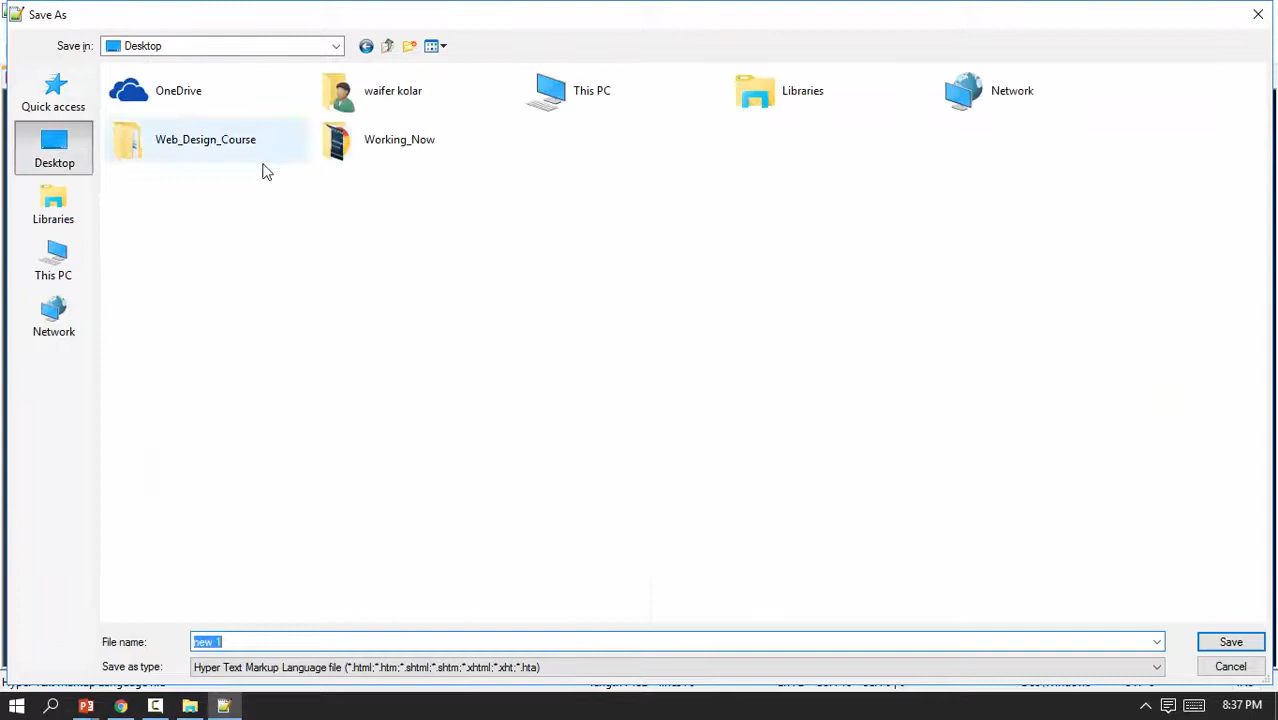 Save As
Save in:
Desktop
OneDrive
waifer kolar
This PC
Libraries
Network
Quick access
Web_Design_Course
Working_Now
Desktop
Libraries
This PC
Network
File name:
new 1
Save
Save as type:
Hyper Text Markup Language file (*.html;*.htm;*.shtml;*.shtm;*.xhtml;*.xht;*.hta)
Cancel
8:37 PM